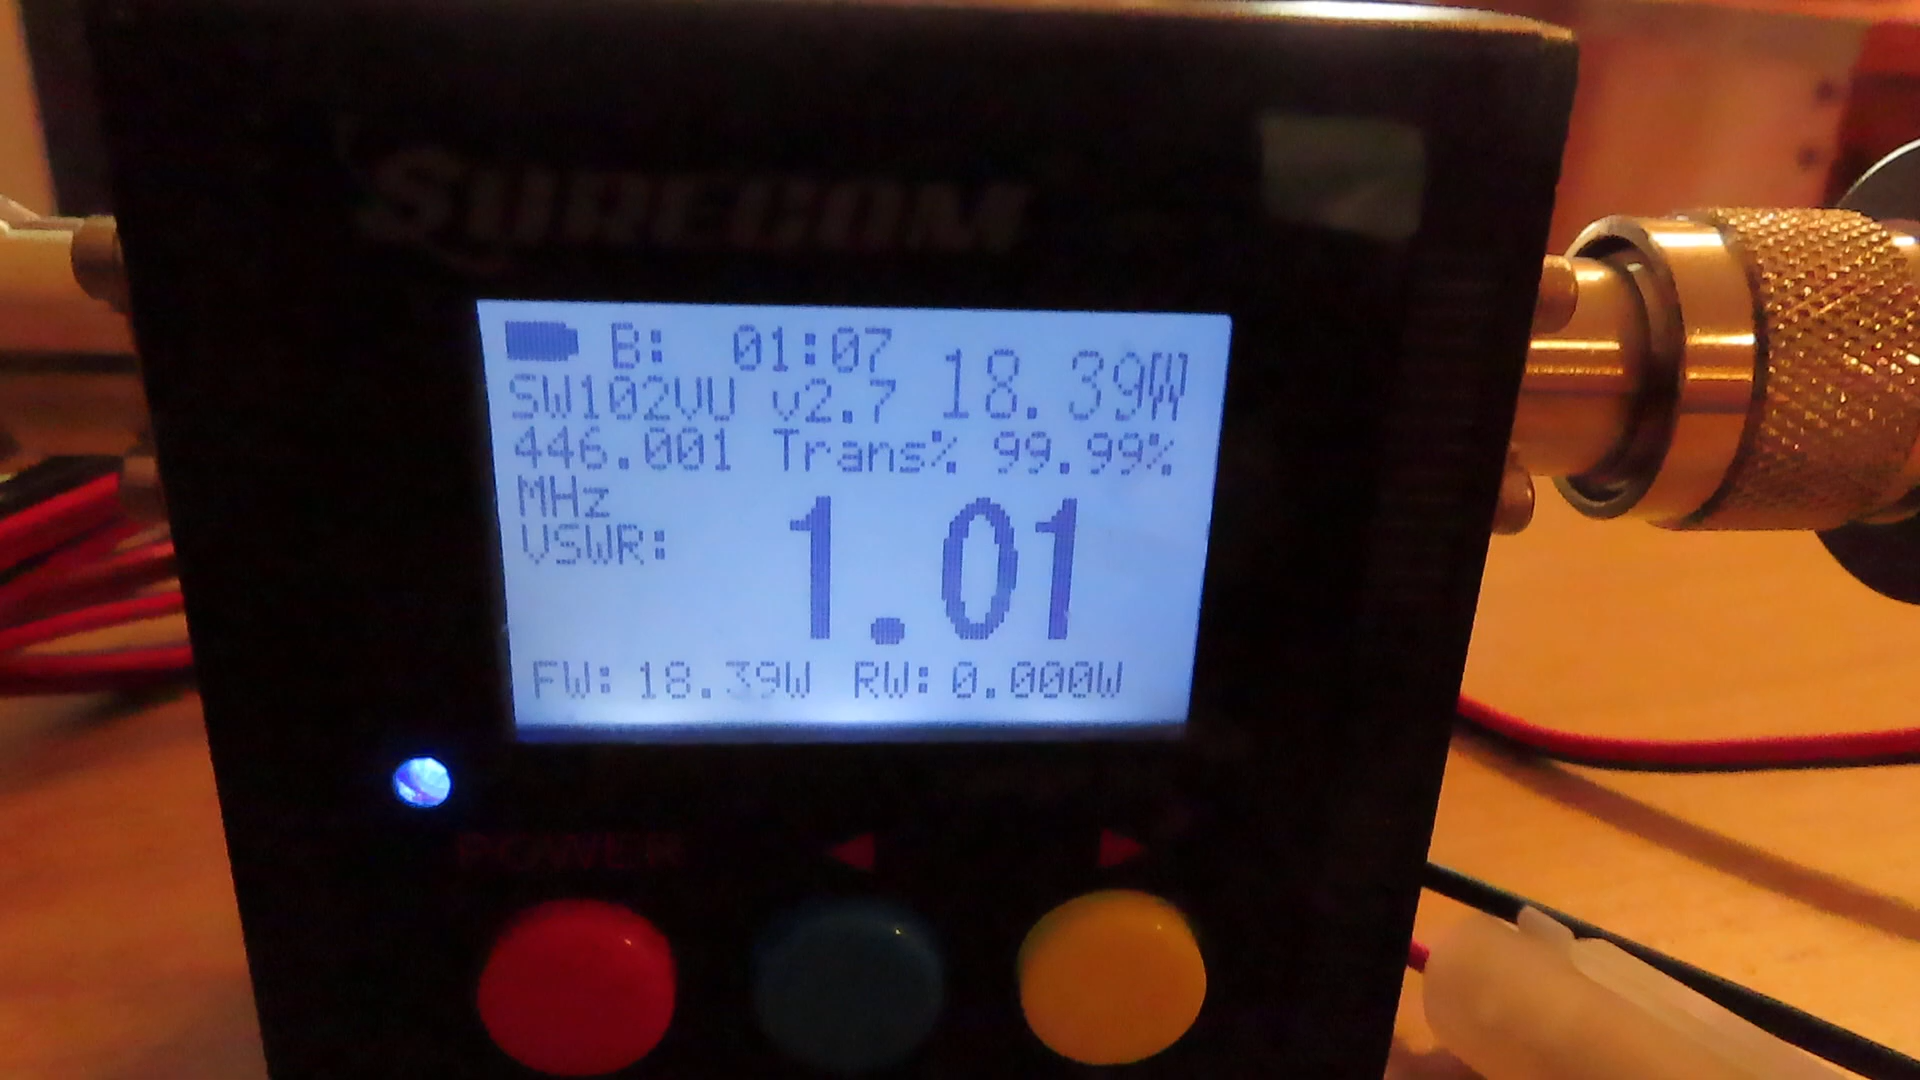 SURECOM
B: 01:07 18.39W
SW102VU v2.7
446.001 Trans% 99.99%
MHz
VSWR: 1.01
FW: 18.39W RW: 0.000W
POWER